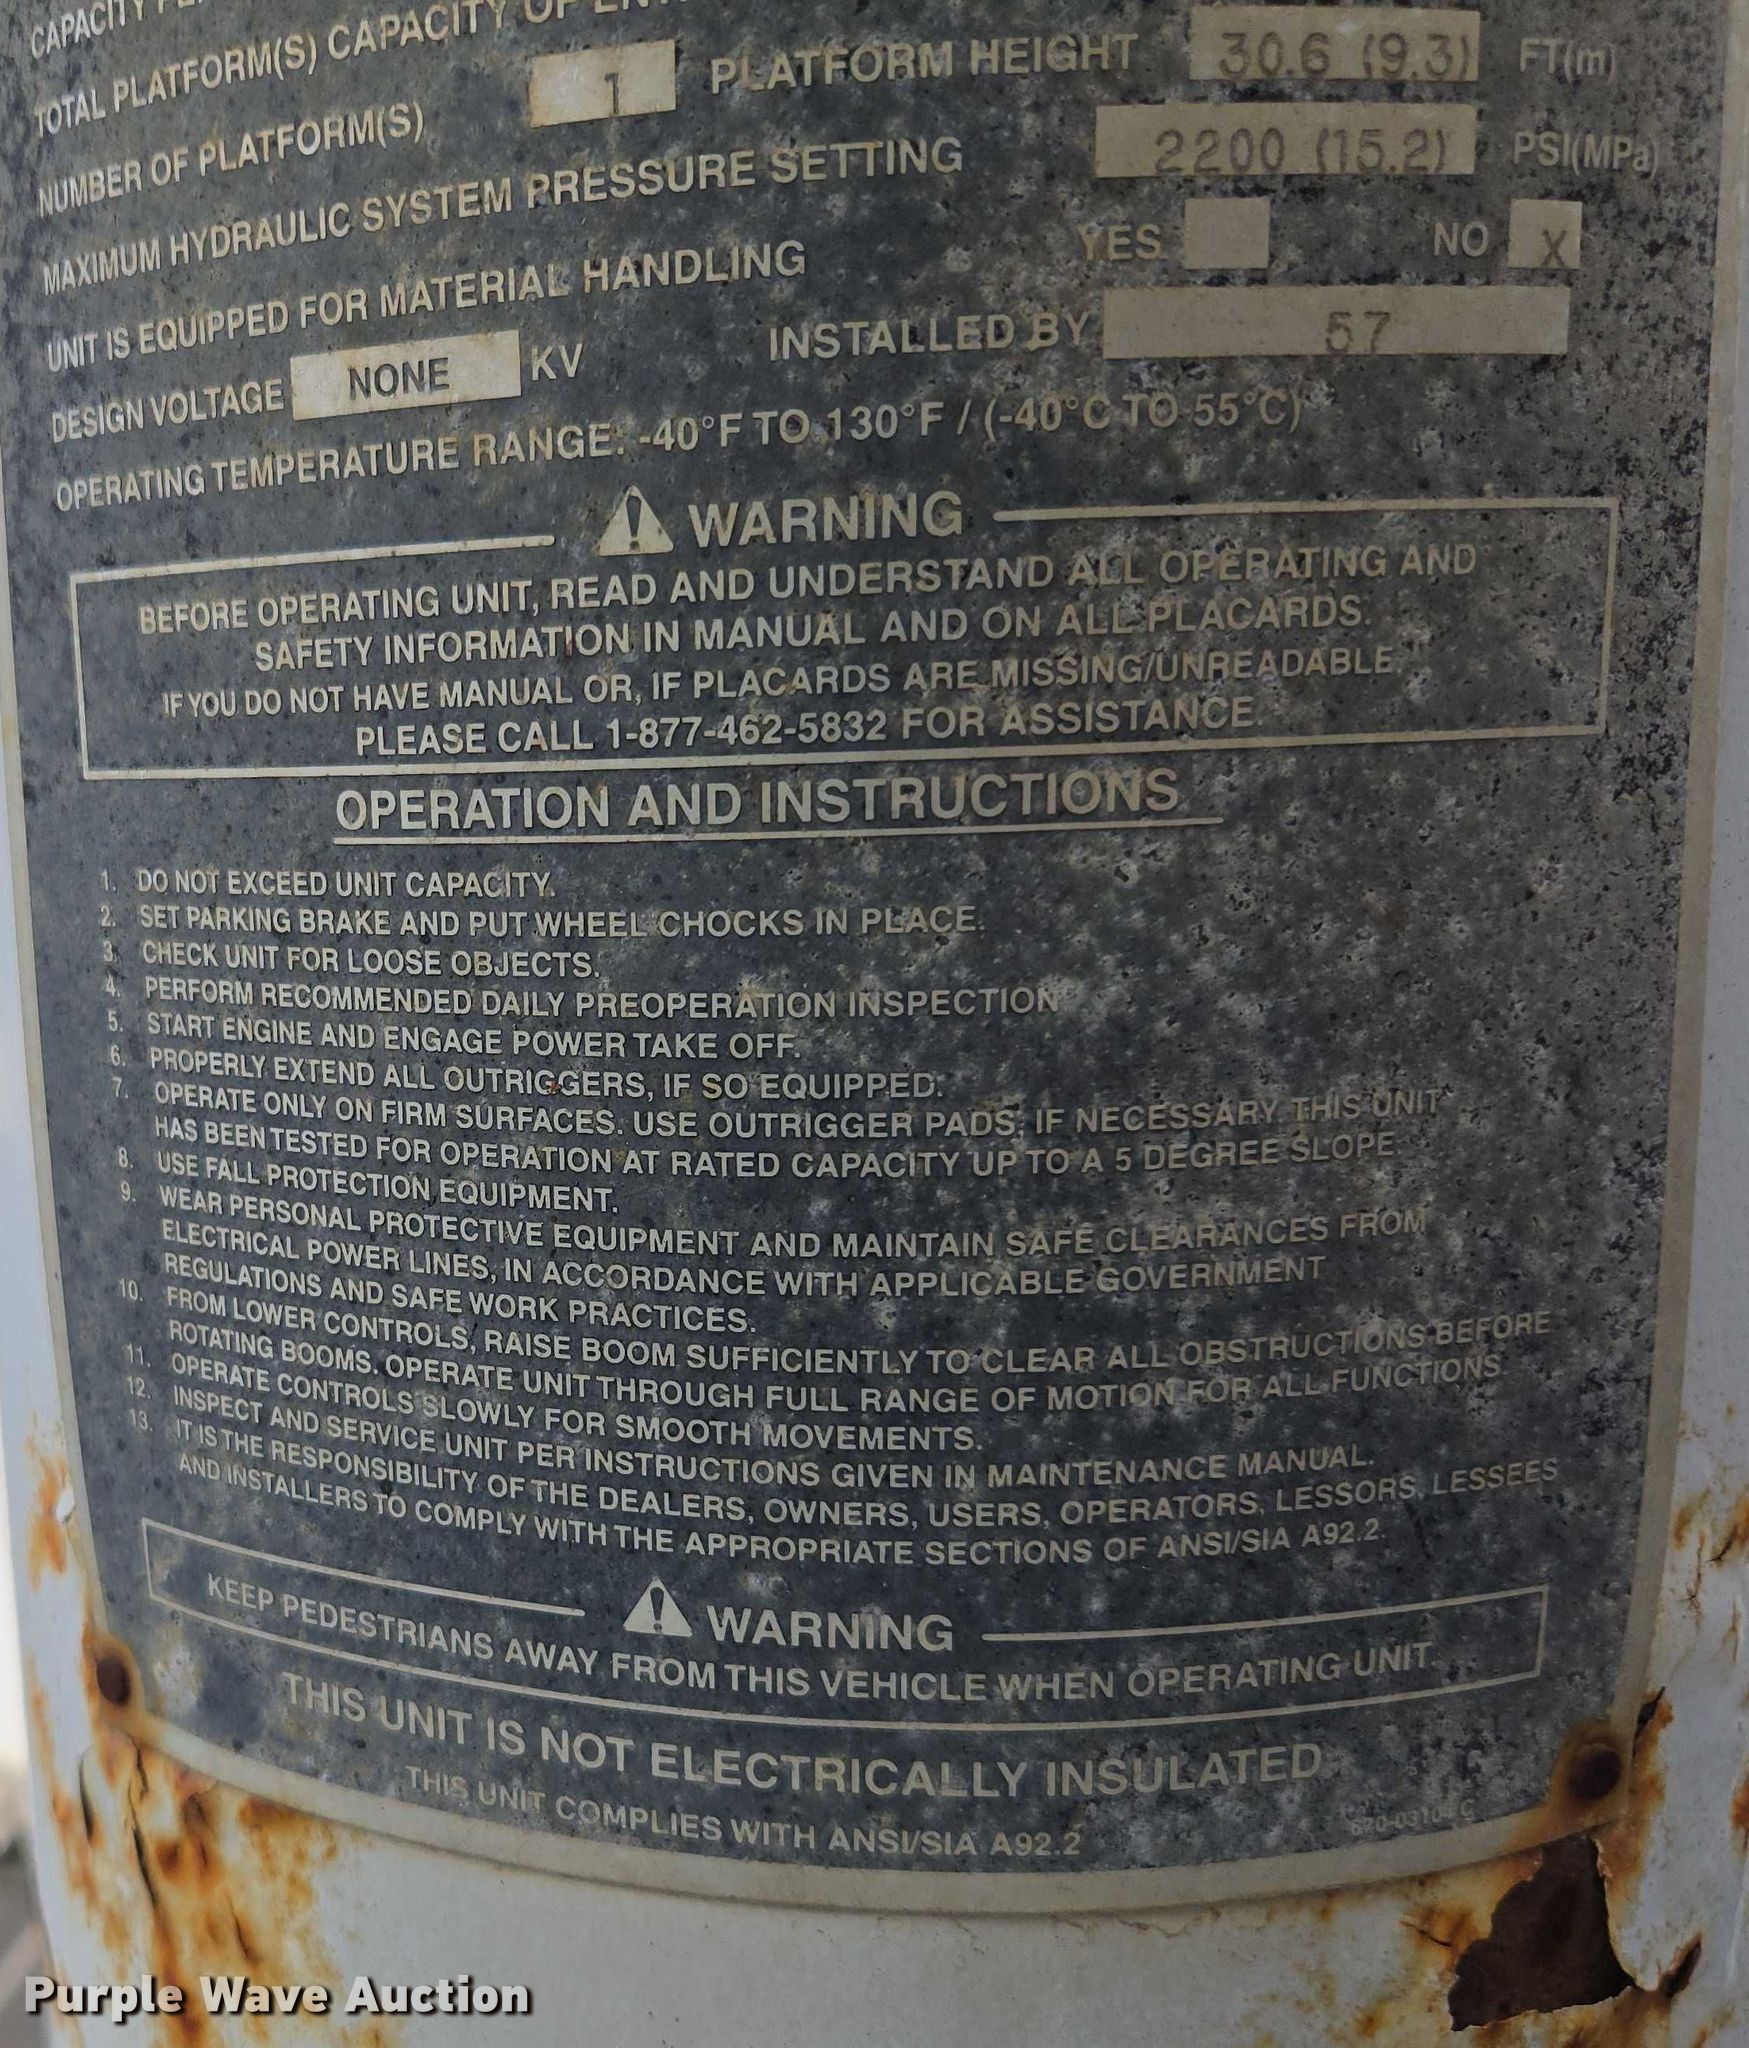 CAPACITY
TOTAL PLATFORM(S) CAPACITY OF
NUMBER OF PLATFORM(S) 1 PLATFORM HEIGHT 30.6 (9.3) FT(m)
MAXIMUM HYDRAULIC SYSTEM PRESSURE SETTING 2200 (15.2) PSI(MPa)
UNIT IS EQUIPPED FOR MATERIAL HANDLING YES NO X
DESIGN VOLTAGE NONE KV INSTALLED BY 57
OPERATING TEMPERATURE RANGE: -40°F TO 130°F / (-40°C TO 55°C)
WARNING
BEFORE OPERATING UNIT, READ AND UNDERSTAND ALL OPERATING AND
SAFETY INFORMATION IN MANUAL AND ON ALL PLACARDS.
IF YOU DO NOT HAVE MANUAL OR, IF PLACARDS ARE MISSING/UNREADABLE,
PLEASE CALL 1-877-462-5832 FOR ASSISTANCE.
OPERATION AND INSTRUCTIONS
1. DO NOT EXCEED UNIT CAPACITY.
2. SET PARKING BRAKE AND PUT WHEEL CHOCKS IN PLACE.
3. CHECK UNIT FOR LOOSE OBJECTS.
4. PERFORM RECOMMENDED DAILY PREOPERATION INSPECTION
5. START ENGINE AND ENGAGE POWER TAKE OFF.
6. PROPERLY EXTEND ALL OUTRIGGERS, IF SO EQUIPPED.
7. OPERATE ONLY ON FIRM SURFACES. USE OUTRIGGER PADS, IF NECESSARY. THIS UNIT
HAS BEEN TESTED FOR OPERATION AT RATED CAPACITY UP TO A 5 DEGREE SLOPE.
8. USE FALL PROTECTION EQUIPMENT.
9. WEAR PERSONAL PROTECTIVE EQUIPMENT AND MAINTAIN SAFE CLEARANCES FROM
ELECTRICAL POWER LINES, IN ACCORDANCE WITH APPLICABLE GOVERNMENT
REGULATIONS AND SAFE WORK PRACTICES.
10. FROM LOWER CONTROLS, RAISE BOOM SUFFICIENTLY TO CLEAR ALL OBSTRUCTIONS BEFORE
ROTATING BOOMS. OPERATE UNIT THROUGH FULL RANGE OF MOTION FOR ALL FUNCTIONS.
11. OPERATE CONTROLS SLOWLY FOR SMOOTH MOVEMENTS.
12. INSPECT AND SERVICE UNIT PER INSTRUCTIONS GIVEN IN MAINTENANCE MANUAL.
13. IT IS THE RESPONSIBILITY OF THE DEALERS, OWNERS, USERS, OPERATORS, LESSORS, LESSEES
AND INSTALLERS TO COMPLY WITH THE APPROPRIATE SECTIONS OF ANSI/SIA A92.2.
WARNING
KEEP PEDESTRIANS AWAY FROM THIS VEHICLE WHEN OPERATING UNIT.
THIS UNIT IS NOT ELECTRICALLY INSULATED
THIS UNIT COMPLIES WITH ANSI/SIA A92.2
Purple Wave Auction